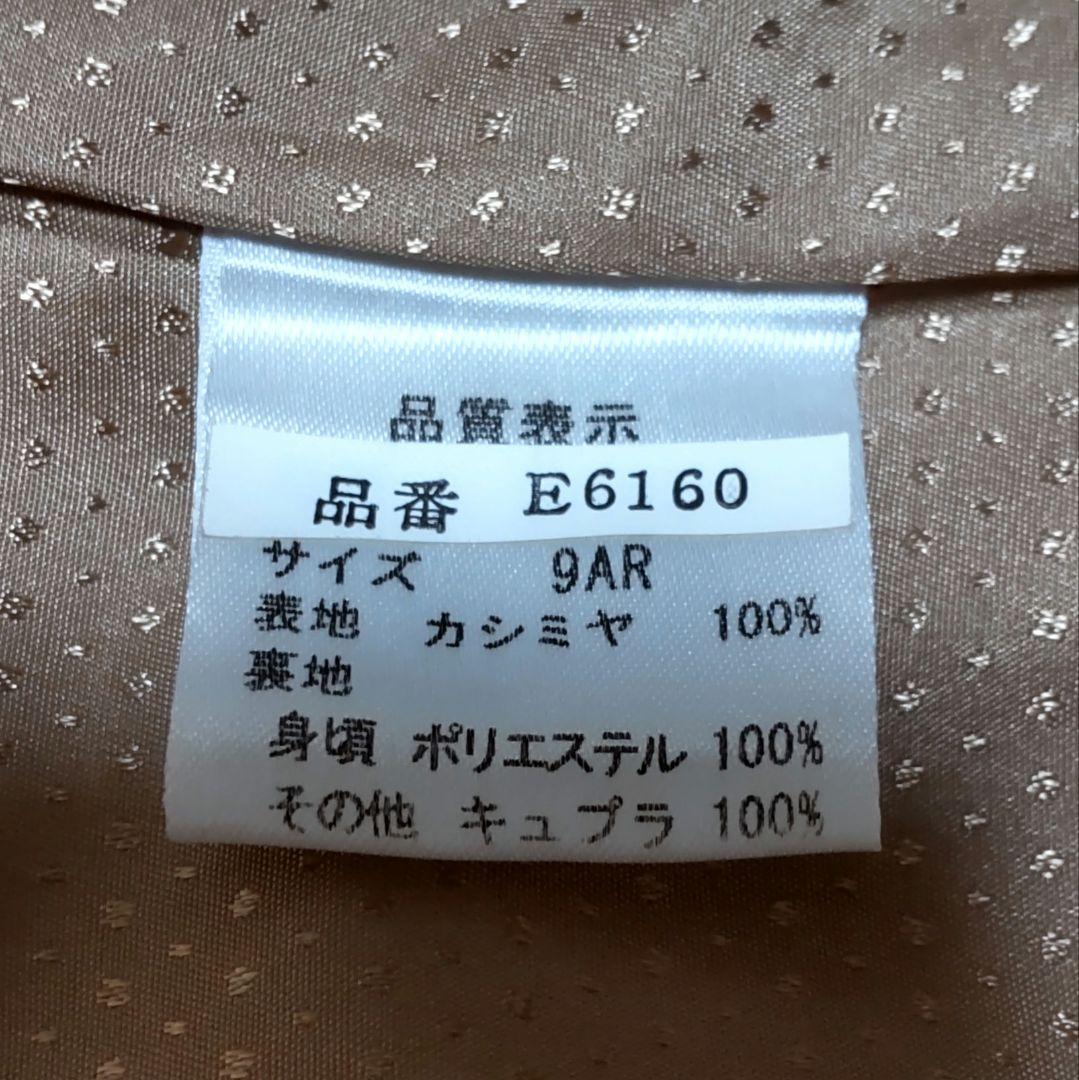 品質表示
品番 E6160
サイズ 9AR
表地 カシミヤ 100%
裏地
身頃 ポリエステル 100%
その他 キュプラ 100%